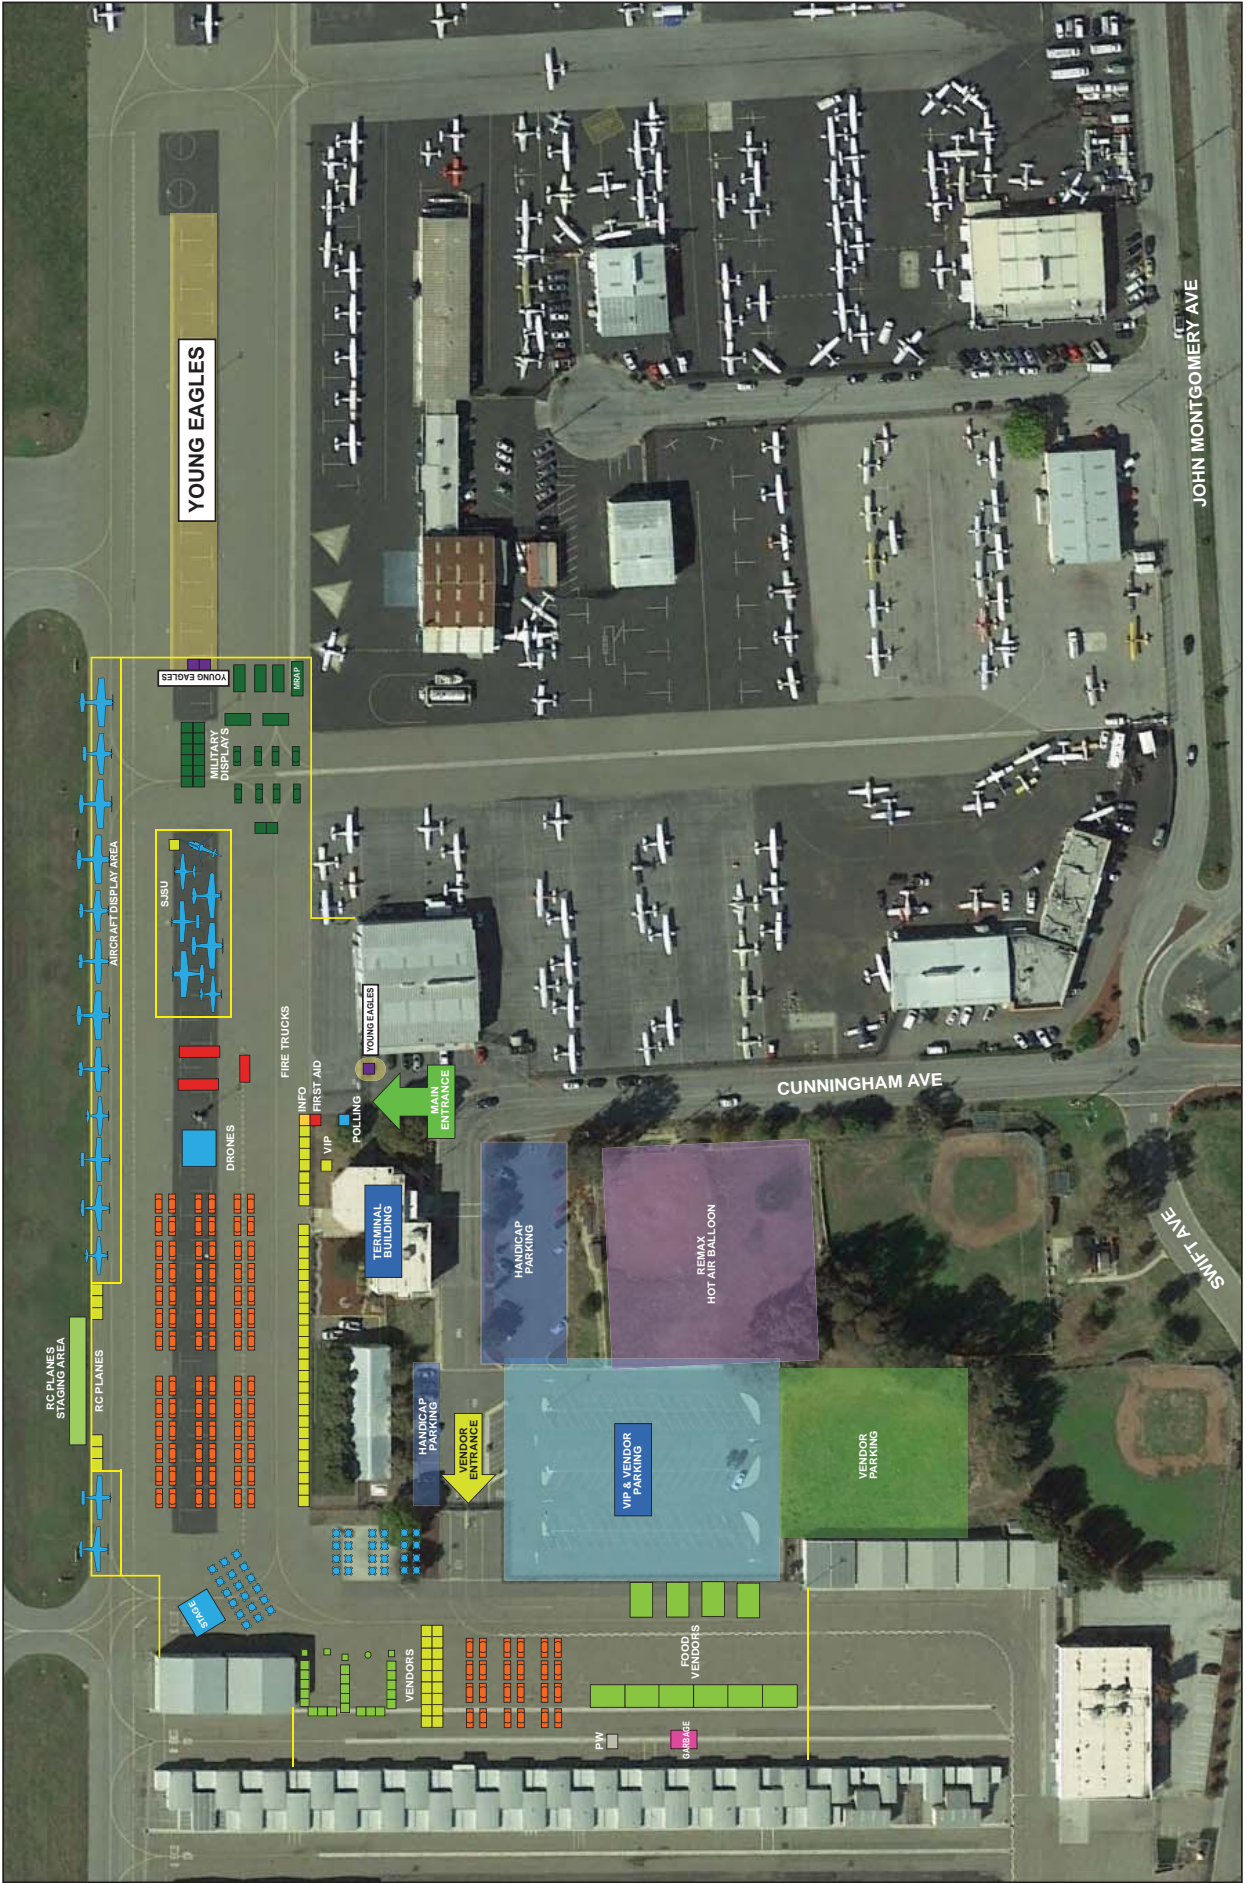 YOUNG EAGLES
JOHN MONTGOMERY AVE
YOUNG EAGLES
MRAP
MILITARY
DISPLAYS
AIRCRAFT DISPLAY AREA
SJSU
FIRE TRUCKS
YOUNG EAGLES
INFO
FIRST AID
POLLING
VIP
MAIN
ENTRANCE
CUNNINGHAM AVE
DRONES
TERMINAL
BUILDING
HANDICAP
PARKING
REMAX
HOT AIR BALLOON
SWIFT AVE
RC PLANES
STAGING AREA
RC PLANES
HANDICAP
PARKING
VENDOR
ENTRANCE
VIP & VENDOR
PARKING
VENDOR
PARKING
STAGE
VENDORS
FOOD
VENDORS
PW
GARBAGE